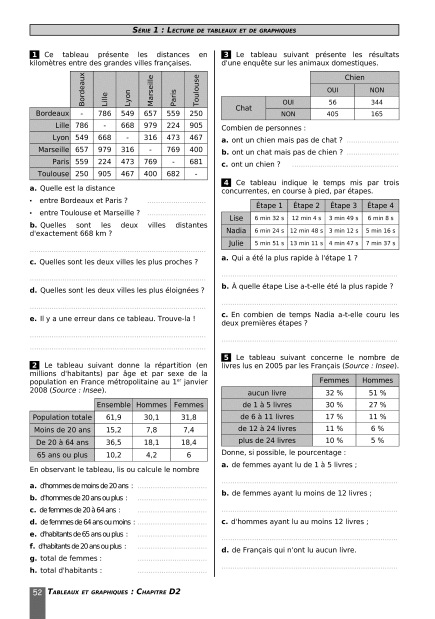 SÉRIE 1 : LECTURE DE TABLEAUX ET DE GRAPHIQUES
1 Ce tableau présente les distances en
kilomètres entre des grandes villes françaises.
Bordeaux Lille Lyon Marseille Paris Toulouse
Bordeaux - 786 549 657 559 250
Lille 786 - 668 979 224 905
Lyon 549 668 - 316 473 467
Marseille 657 979 316 - 769 400
Paris 559 224 473 769 - 681
Toulouse 250 905 467 400 682 -
a. Quelle est la distance
• entre Bordeaux et Paris ?
• entre Toulouse et Marseille ?
b. Quelles sont les deux villes distantes
d'exactement 668 km ?
c. Quelles sont les deux villes les plus proches ?
d. Quelles sont les deux villes les plus éloignées ?
e. Il y a une erreur dans ce tableau. Trouve-la !
2 Le tableau suivant donne la répartition (en
millions d'habitants) par âge et par sexe de la
population en France métropolitaine au 1er janvier
2008 (Source : Insee).
Ensemble Hommes Femmes
Population totale 61,9 30,1 31,8
Moins de 20 ans 15,2 7,8 7,4
De 20 à 64 ans 36,5 18,1 18,4
65 ans ou plus 10,2 4,2 6
En observant le tableau, lis ou calcule le nombre
a. d'hommes de moins de 20 ans :
b. d'hommes de 20 ans ou plus :
c. de femmes de 20 à 64 ans :
d. de femmes de 64 ans ou moins :
e. d'habitants de 65 ans ou plus :
f. d'habitants de 20 ans ou plus :
g. total de femmes :
h. total d'habitants :
3 Le tableau suivant présente les résultats
d'une enquête sur les animaux domestiques.
Chien
OUI NON
Chat OUI 56 344
NON 405 165
Combien de personnes :
a. ont un chien mais pas de chat ?
b. ont un chat mais pas de chien ?
c. ont un chien ?
4 Ce tableau indique le temps mis par trois
concurrentes, en course à pied, par étapes.
Étape 1 Étape 2 Étape 3 Étape 4
Lise 6 min 32 s 12 min 4 s 3 min 49 s 6 min 8 s
Nadia 6 min 24 s 12 min 48 s 3 min 12 s 5 min 16 s
Julie 5 min 51 s 13 min 11 s 4 min 47 s 7 min 37 s
a. Qui a été la plus rapide à l'étape 1 ?
b. À quelle étape Lise a-t-elle été la plus rapide ?
c. En combien de temps Nadia a-t-elle couru les
deux premières étapes ?
5 Le tableau suivant concerne le nombre de
livres lus en 2005 par les Français (Source : Insee).
Femmes Hommes
aucun livre 32 % 51 %
de 1 à 5 livres 30 % 27 %
de 6 à 11 livres 17 % 11 %
de 12 à 24 livres 11 % 6 %
plus de 24 livres 10 % 5 %
Donne, si possible, le pourcentage :
a. de femmes ayant lu de 1 à 5 livres ;
b. de femmes ayant lu moins de 12 livres ;
c. d'hommes ayant lu au moins 12 livres ;
d. de Français qui n'ont lu aucun livre.
52 TABLEAUX ET GRAPHIQUES : CHAPITRE D2